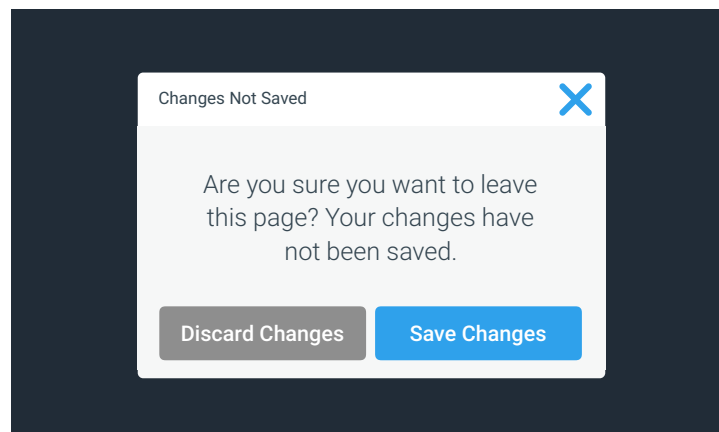 Changes Not Saved
Are you sure you want to leave
this page? Your changes have
not been saved.
Discard Changes
Save Changes